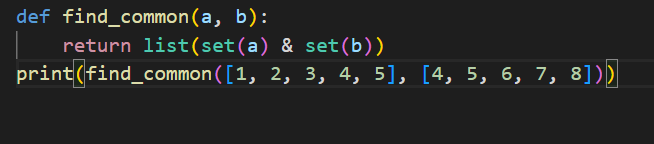 def find_common(a, b):
    return list(set(a) & set(b))
print(find_common([1, 2, 3, 4, 5], [4, 5, 6, 7, 8]))